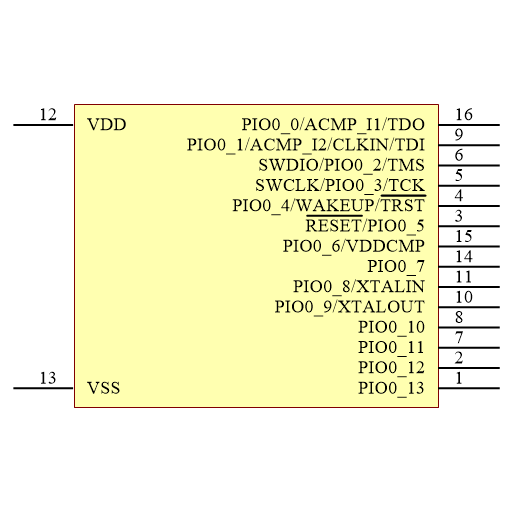 12 VDD PIO0_0/ACMP_I1/TDO 16
PIO0_1/ACMP_I2/CLKIN/TDI 9
SWDIO/PIO0_2/TMS 6
SWCLK/PIO0_3/TCK 5
PIO0_4/WAKEUP/TRST 4
RESET/PIO0_5 3
PIO0_6/VDDCMP 15
PIO0_7 14
PIO0_8/XTALIN 11
PIO0_9/XTALOUT 10
PIO0_10 8
PIO0_11 7
PIO0_12 2
13 VSS PIO0_13 1